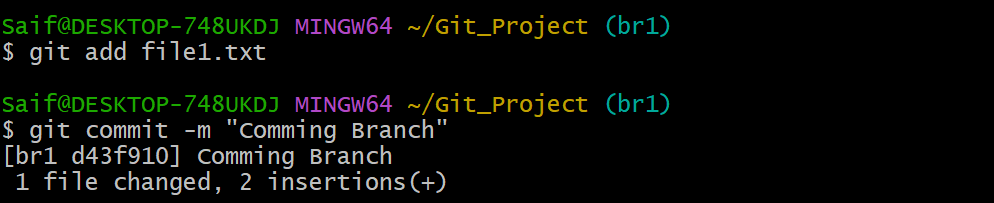 Saif@DESKTOP-748UKDJ MINGW64 ~/Git_Project (br1)
$ git add file1.txt
Saif@DESKTOP-748UKDJ MINGW64 ~/Git_Project (br1)
$ git commit -m "Comming Branch"
[br1 d43f910] Comming Branch
 1 file changed, 2 insertions(+)